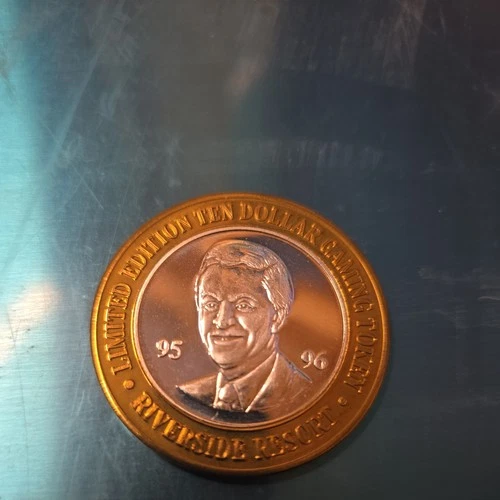 LIMITED EDITION TEN DOLLAR GAMING TOKEN
95 96
• RIVERSIDE RESORT •